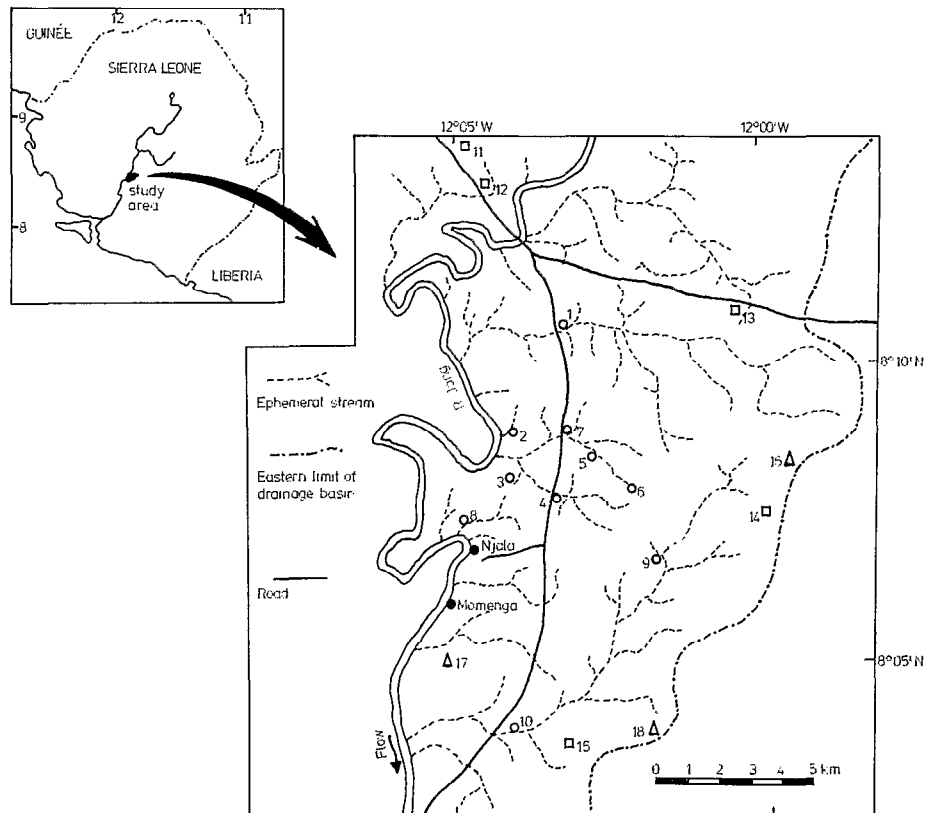 12
11
GUINÉE
SIERRA LEONE
9
study
area
8
LIBERIA
12°05'W
12°00'W
11
12
13
1
8°10'N
R Jong
Ephemeral stream
Eastern limit of
drainage basin
Road
2
7
3
5
4
6
16
14
8
Njala
9
Momenga
17
8°05'N
10
15
18
Flow
0 1 2 3 4 5 km